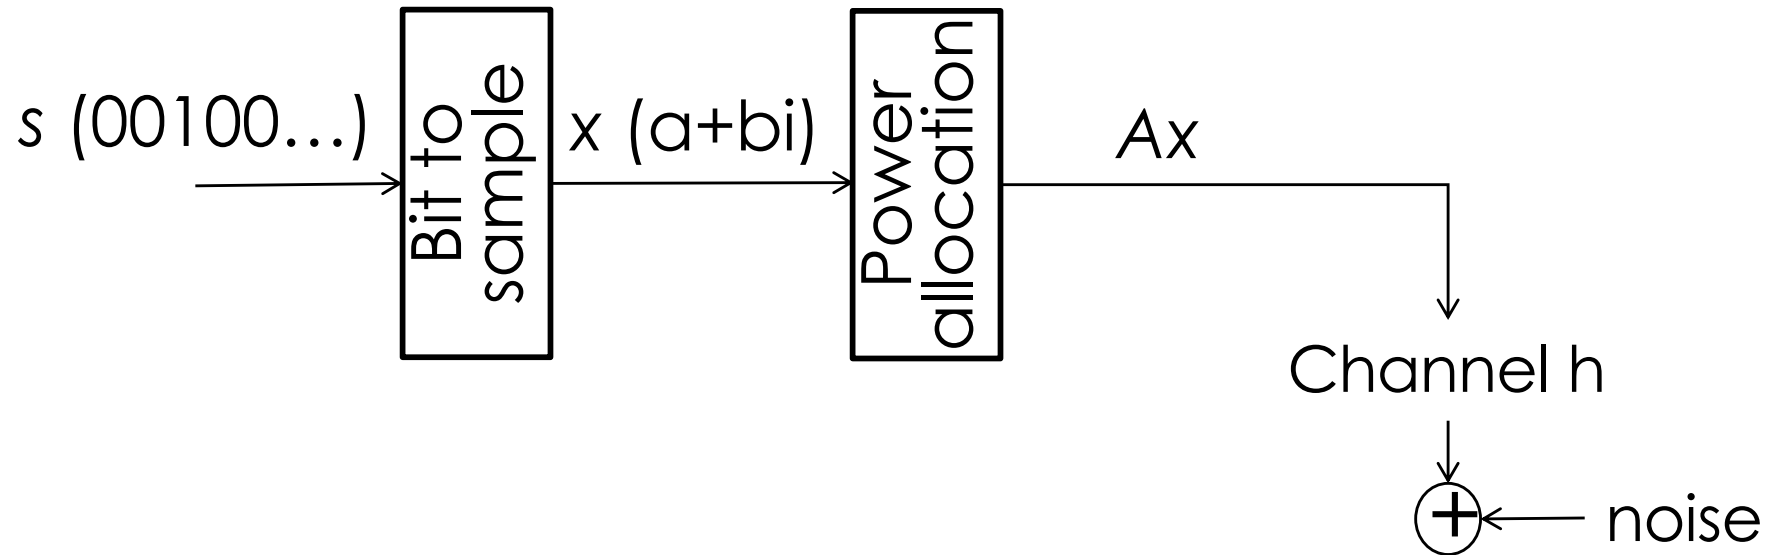 s (00100...)
Bit to
sample
x (a+bi)
Power
allocation
Ax
Channel h
+
noise